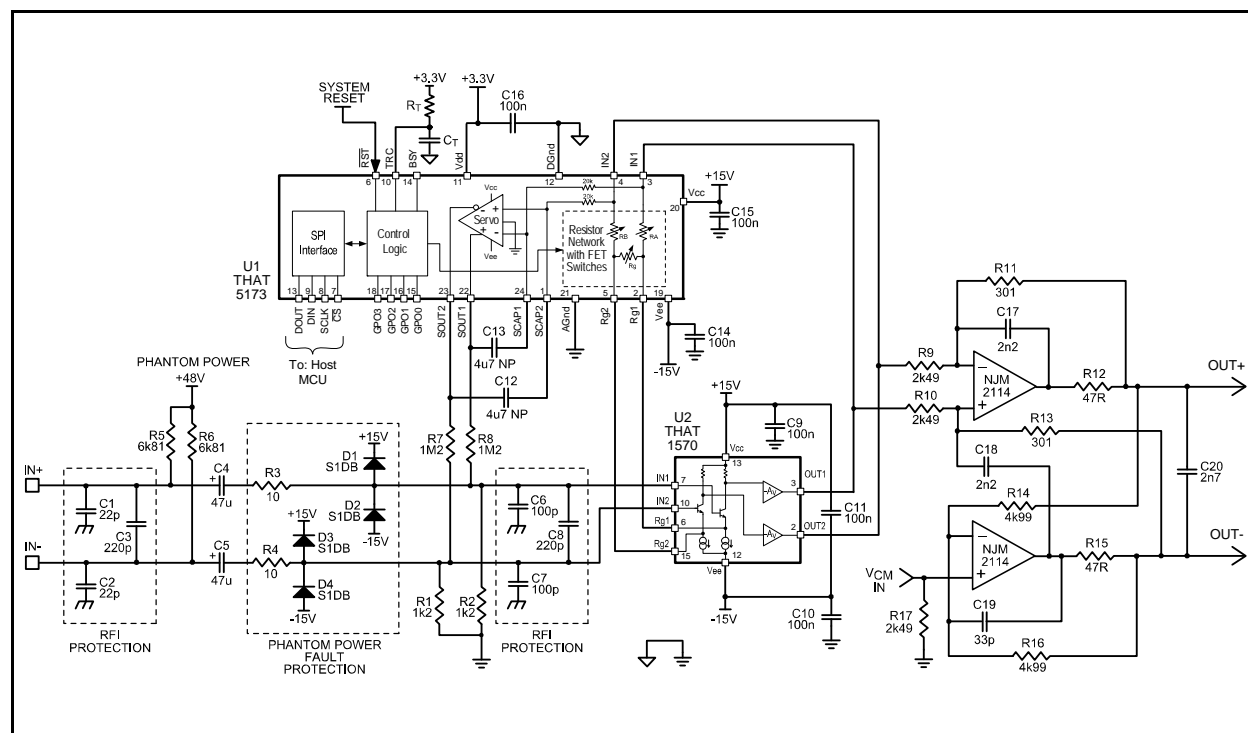 SYSTEM
RESET
+3.3V
RT
CT
+3.3V
C16
100n
RST
TRC
BSY
Vdd
DGnd
IN2
IN1
6
10
14
11
12
4
3
+15V
Vcc
20
C15
100n
U1
THAT
5173
SPI
Interface
Control
Logic
Vcc
Servo
Vee
20k
20k
Resistor
Network
with FET
Switches
RB
RA
Rg
13
9
8
7
18
17
16
15
23
22
24
1
21
5
2
19
DOUT
DIN
SCLK
CS
GPO3
GPO2
GPO1
GPO0
SOUT2
SOUT1
SCAP1
SCAP2
AGnd
Rg2
Rg1
Vee
To: Host
MCU
C13
4u7 NP
C12
4u7 NP
C14
100n
-15V
PHANTOM POWER
+48V
R5
6k81
R6
6k81
IN+
IN-
C1
22p
C2
22p
C3
220p
RFI
PROTECTION
C4
47u
C5
47u
+
+
R3
10
R4
10
D1
S1DB
+15V
D2
S1DB
-15V
+15V
D3
S1DB
D4
S1DB
-15V
PHANTOM POWER
FAULT
PROTECTION
R7
1M2
R8
1M2
R1
1k2
R2
1k2
C6
100p
C7
100p
C8
220p
RFI
PROTECTION
U2
THAT
1570
+15V
C9
100n
Vcc
13
IN1
7
IN2
10
Rg1
6
Rg2
15
-AV
-AV
OUT1
3
OUT2
2
12
Vee
-15V
C11
100n
C10
100n
R9
2k49
R10
2k49
R11
301
C17
2n2
NJM
2114
R12
47R
R13
301
C18
2n2
R14
4k99
NJM
2114
R15
47R
C19
33p
R16
4k99
VCM
IN
R17
2k49
C20
2n7
OUT+
OUT-